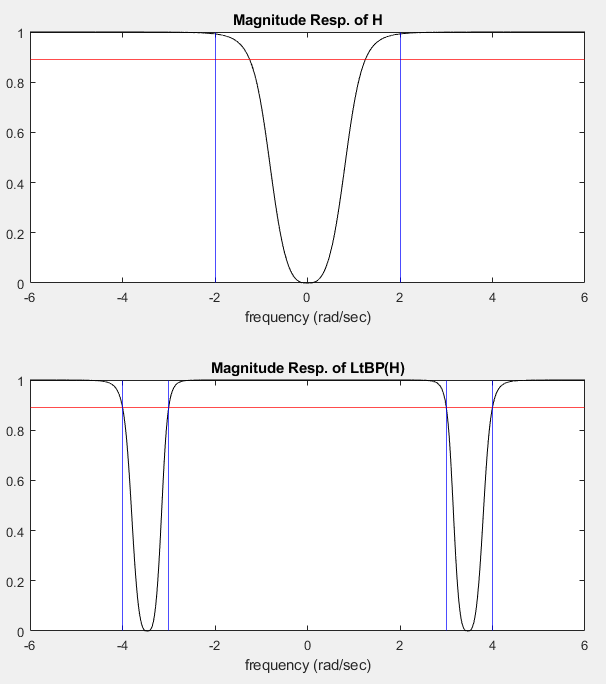 Magnitude Resp. of H
1
0.8
0.6
0.4
0.2
0
-6 -4 -2 0 2 4 6
frequency (rad/sec)
Magnitude Resp. of LtBP(H)
1
0.8
0.6
0.4
0.2
0
-6 -4 -2 0 2 4 6
frequency (rad/sec)